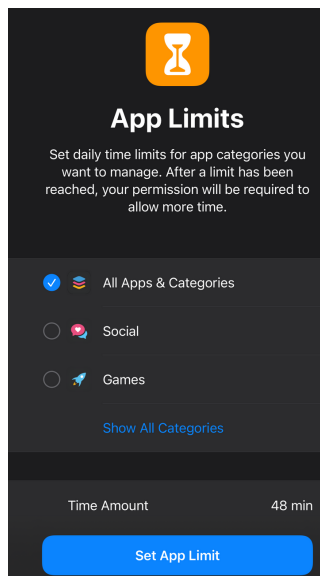 App Limits
Set daily time limits for app categories you
want to manage. After a limit has been
reached, your permission will be required to
allow more time.
All Apps & Categories
Social
Games
Show All Categories
Time Amount 48 min
Set App Limit